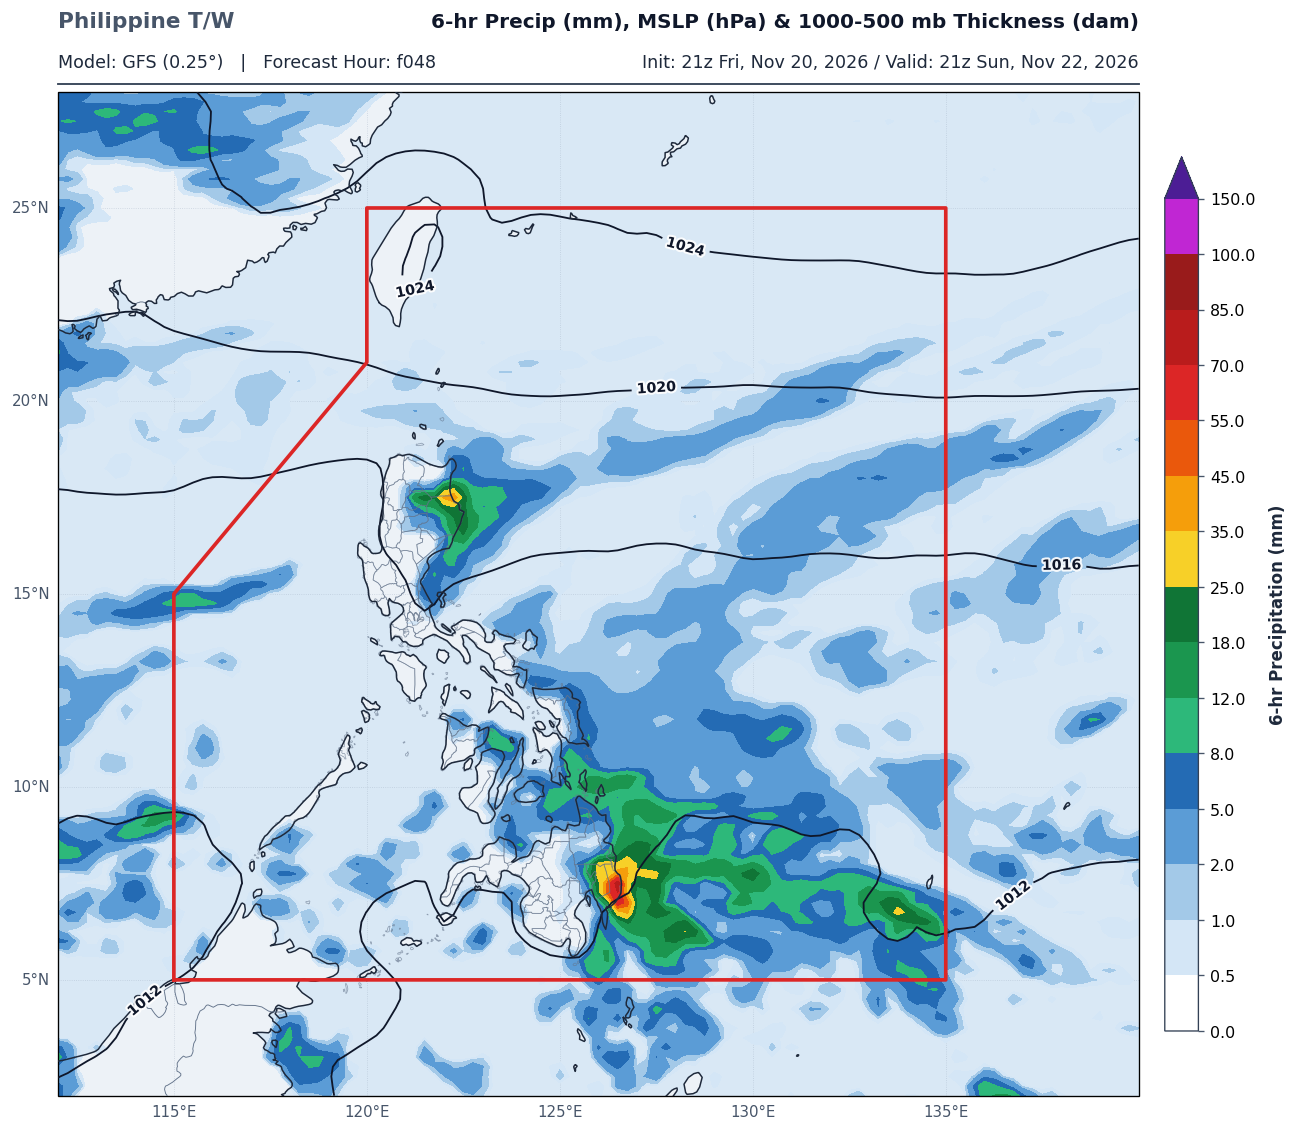 Philippine T/W
6-hr Precip (mm), MSLP (hPa) & 1000-500 mb Thickness (dam)
Model: GFS (0.25°) | Forecast Hour: f048
Init: 21z Fri, Nov 20, 2026 / Valid: 21z Sun, Nov 22, 2026
25°N
20°N
15°N
10°N
5°N
115°E
120°E
125°E
130°E
135°E
1024
1024
1020
1016
1012
1012
150.0
100.0
85.0
70.0
55.0
45.0
35.0
25.0
18.0
12.0
8.0
5.0
2.0
1.0
0.5
0.0
6-hr Precipitation (mm)